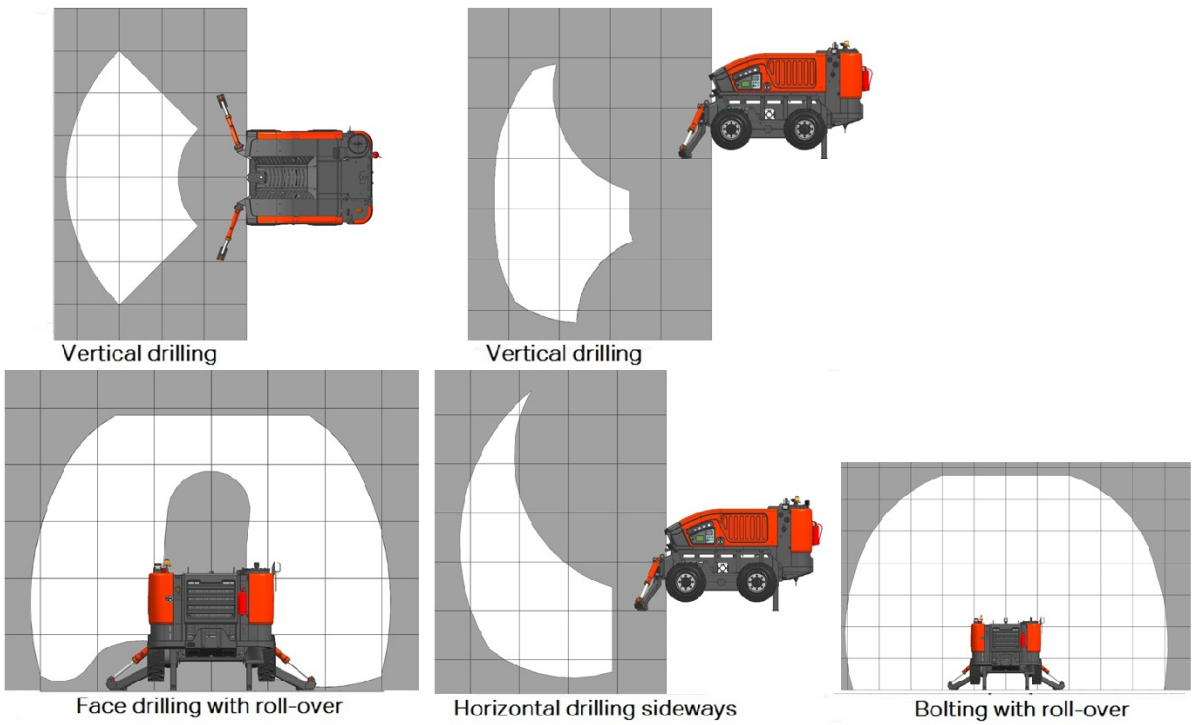 Vertical drilling
Vertical drilling
Face drilling with roll-over
Horizontal drilling sideways
Bolting with roll-over